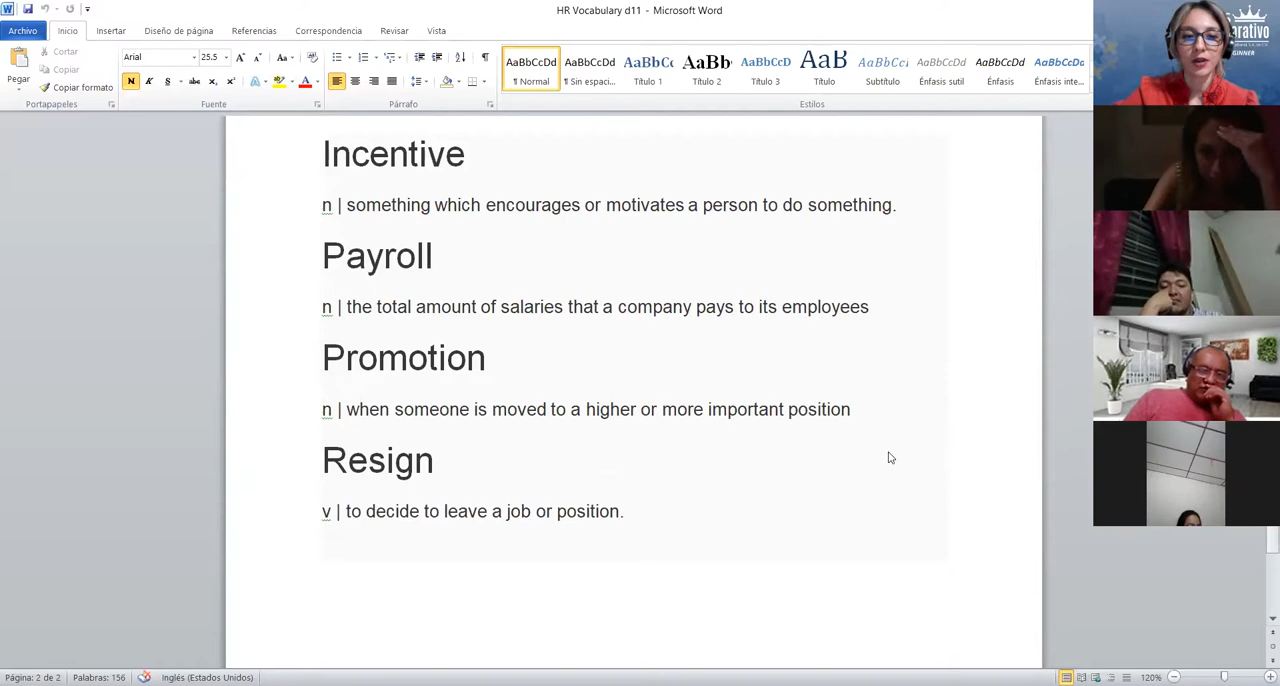 HR Vocabulary d11 - Microsoft Word
Archivo Inicio Insertar Diseño de página Referencias Correspondencia Revisar Vista
Pegar
Cortar
Copiar
Copiar formato
Portapapeles
Arial 25.5
Fuente
Párrafo
AaBbCcDd AaBbCcDd AaBbCc AaBbC AaBbCcD AaB AaBbCcI AaBbCcDd AaBbCcDd AaBbCcDd
¶ Normal ¶ Sin espaci... Título 1 Título 2 Título 3 Título Subtítulo Énfasis sutil Énfasis Énfasis inte...
Estilos
Incentive
n | something which encourages or motivates a person to do something.
Payroll
n | the total amount of salaries that a company pays to its employees
Promotion
n | when someone is moved to a higher or more important position
Resign
v | to decide to leave a job or position.
Página: 2 de 2 Palabras: 156 Inglés (Estados Unidos) 120%